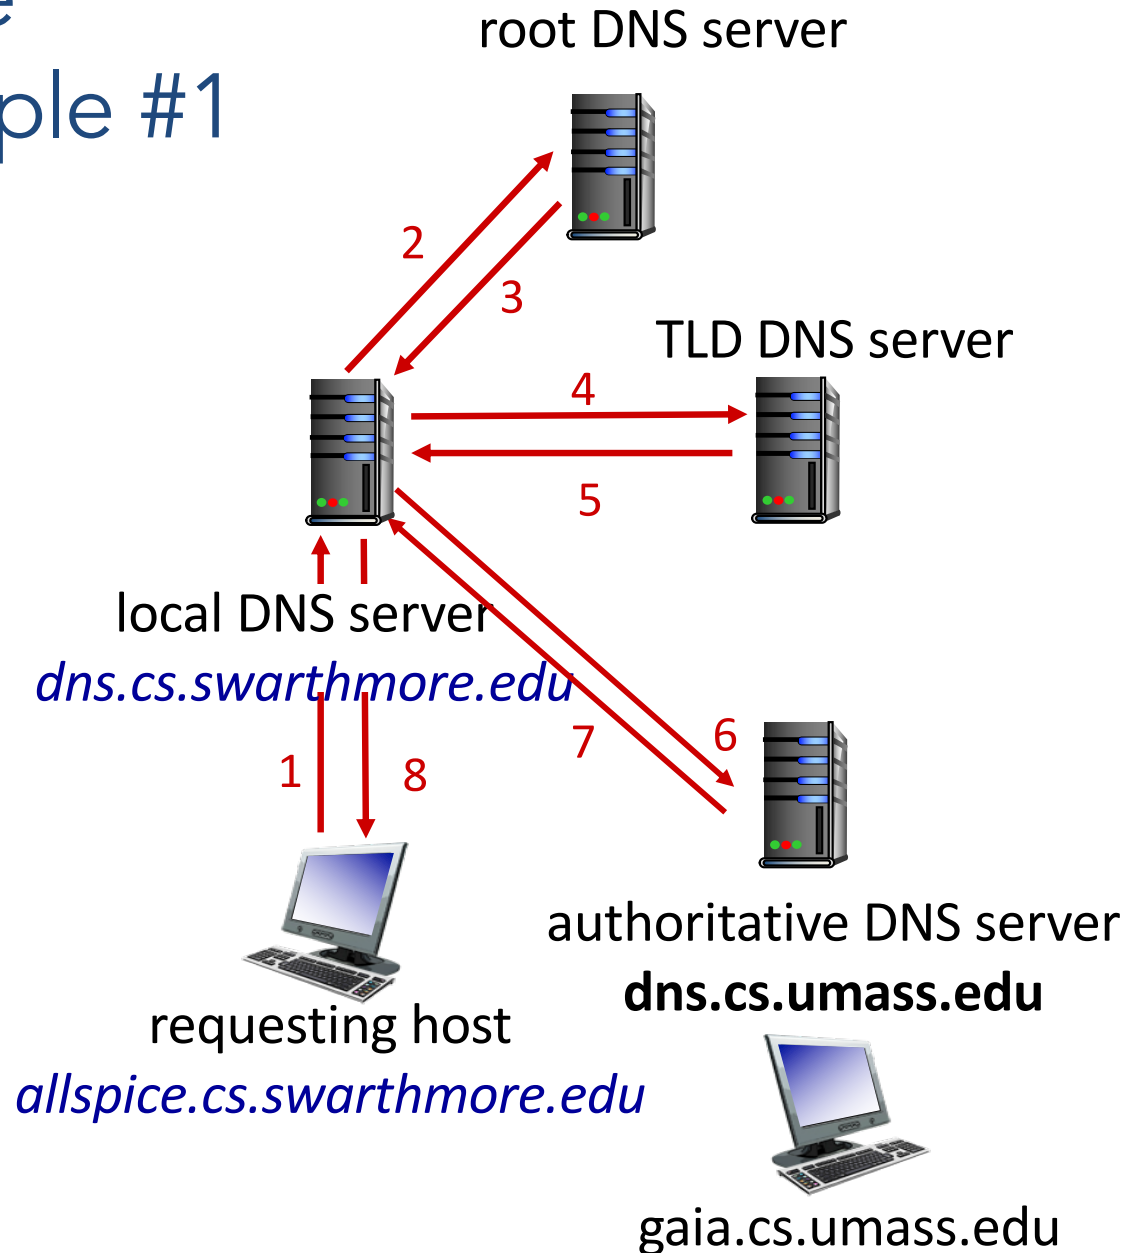 ple #1
root DNS server
2
3
TLD DNS server
4
5
local DNS server
dns.cs.swarthmore.edu
1
8
7
6
authoritative DNS server
dns.cs.umass.edu
requesting host
allspice.cs.swarthmore.edu
gaia.cs.umass.edu